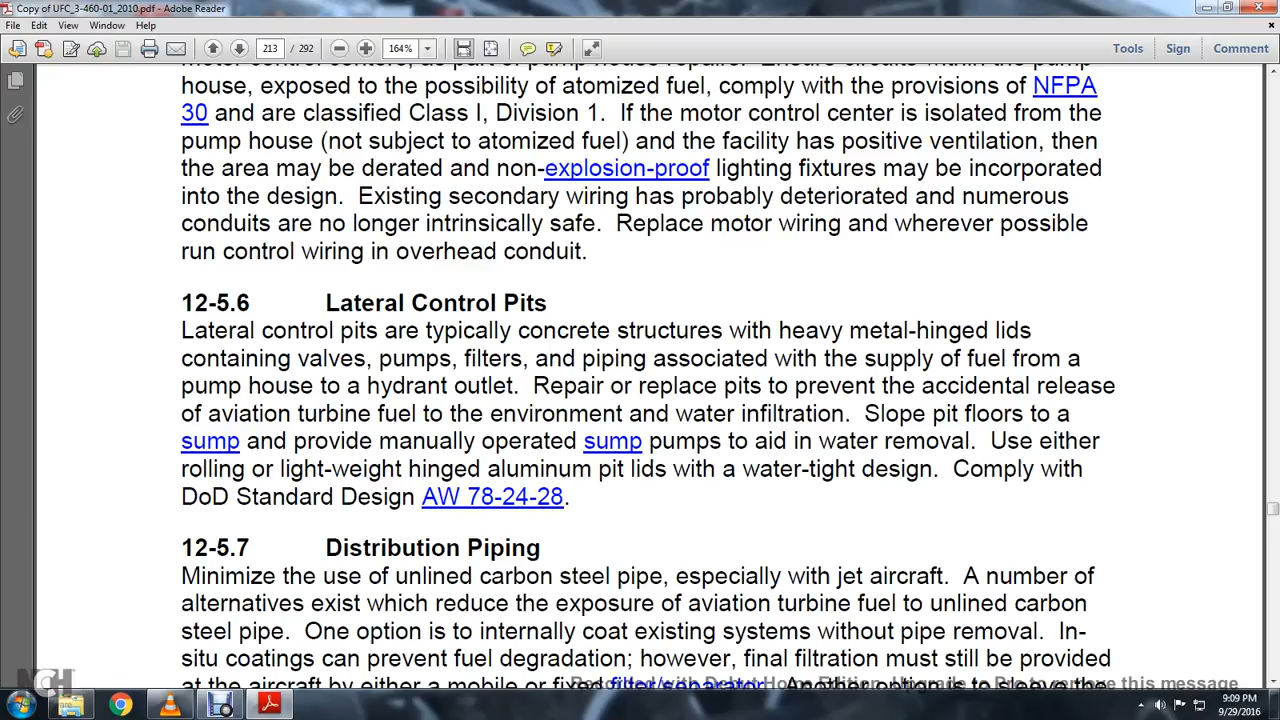 Copy of UFC_3-460-01_2010.pdf - Adobe Reader
File Edit View Window Help
213 / 292 164% Tools Sign Comment
house, exposed to the possibility of atomized fuel, comply with the provisions of NFPA
30 and are classified Class I, Division 1. If the motor control center is isolated from the
pump house (not subject to atomized fuel) and the facility has positive ventilation, then
the area may be derated and non-explosion-proof lighting fixtures may be incorporated
into the design. Existing secondary wiring has probably deteriorated and numerous
conduits are no longer intrinsically safe. Replace motor wiring and wherever possible
run control wiring in overhead conduit.
12-5.6 Lateral Control Pits
Lateral control pits are typically concrete structures with heavy metal-hinged lids
containing valves, pumps, filters, and piping associated with the supply of fuel from a
pump house to a hydrant outlet. Repair or replace pits to prevent the accidental release
of aviation turbine fuel to the environment and water infiltration. Slope pit floors to a
sump and provide manually operated sump pumps to aid in water removal. Use either
rolling or light-weight hinged aluminum pit lids with a water-tight design. Comply with
DoD Standard Design AW 78-24-28.
12-5.7 Distribution Piping
Minimize the use of unlined carbon steel pipe, especially with jet aircraft. A number of
alternatives exist which reduce the exposure of aviation turbine fuel to unlined carbon
steel pipe. One option is to internally coat existing systems without pipe removal. In-
situ coatings can prevent fuel degradation; however, final filtration must still be provided
at the aircraft by either a mobile or fixed filter/separator.
NCH
9:09 PM
9/29/2016